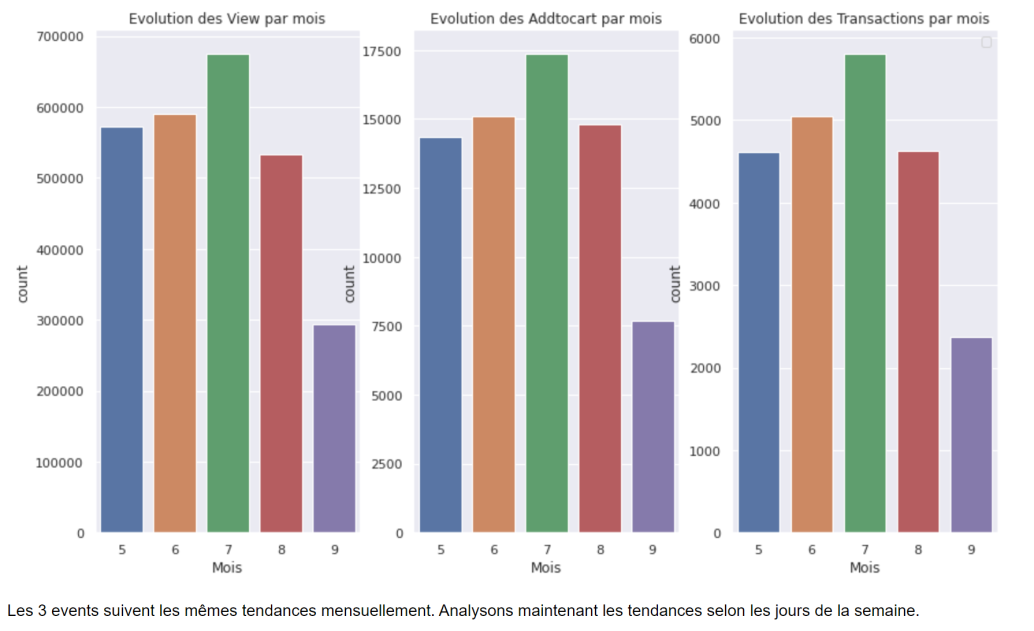 Evolution des View par mois
700000
600000
500000
400000
300000
200000
100000
0
count
5 6 7 8 9
Mois
Evolution des Addtocart par mois
17500
15000
12500
10000
7500
5000
2500
0
count
5 6 7 8 9
Mois
Evolution des Transactions par mois
6000
5000
4000
3000
2000
1000
0
count
5 6 7 8 9
Mois
Les 3 events suivent les mêmes tendances mensuellement. Analysons maintenant les tendances selon les jours de la semaine.